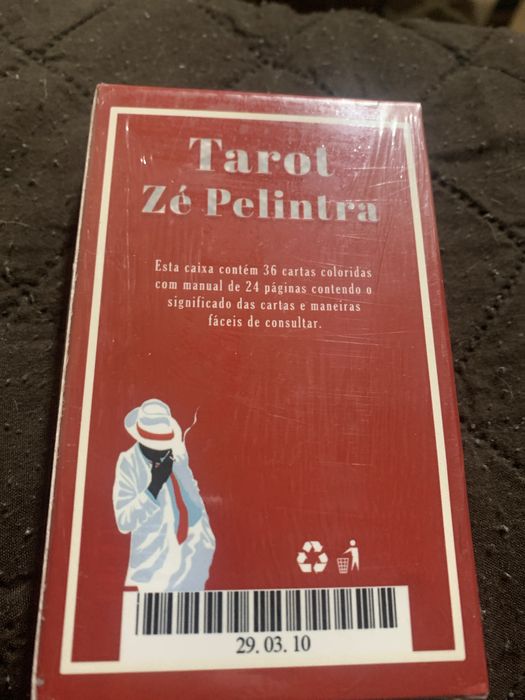 Tarot
Zé Pelintra
Esta caixa contém 36 cartas coloridas
com manual de 24 páginas contendo o
significado das cartas e maneiras
fáceis de consultar.
29. 03. 10